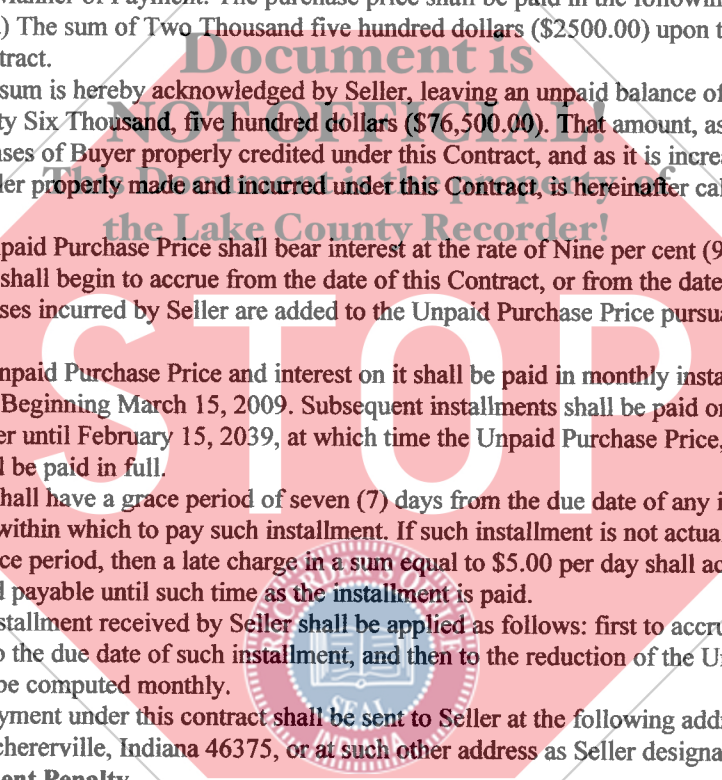 Manner of Payment. The purchase price shall be paid in the following
) The sum of Two Thousand five hundred dollars ($2500.00) upon t
tract.
Document is
sum is hereby acknowledged by Seller, leaving an unpaid balance of
NOT OFFICIAL!
ty Six Thousand, five hundred dollars ($76,500.00). That amount, as
ses of Buyer properly credited under this Contract, and as it is increa
This Document is the property of
ler properly made and incurred under this Contract, is hereinafter cal
the Lake County Recorder!
npaid Purchase Price shall bear interest at the rate of Nine per cent (9
shall begin to accrue from the date of this Contract, or from the date
ses incurred by Seller are added to the Unpaid Purchase Price pursua
STOP
npaid Purchase Price and interest on it shall be paid in monthly insta
Beginning March 15, 2009. Subsequent installments shall be paid on
er until February 15, 2039, at which time the Unpaid Purchase Price,
l be paid in full.
hall have a grace period of seven (7) days from the due date of any i
within which to pay such installment. If such installment is not actua
ce period, then a late charge in a sum equal to $5.00 per day shall ac
d payable until such time as the installment is paid.
stallment received by Seller shall be applied as follows: first to accru
o the due date of such installment, and then to the reduction of the U
be computed monthly.
yment under this contract shall be sent to Seller at the following addr
chererville, Indiana 46375, or at such other address as Seller designa
ent Penalty
SEAL
INDIANA